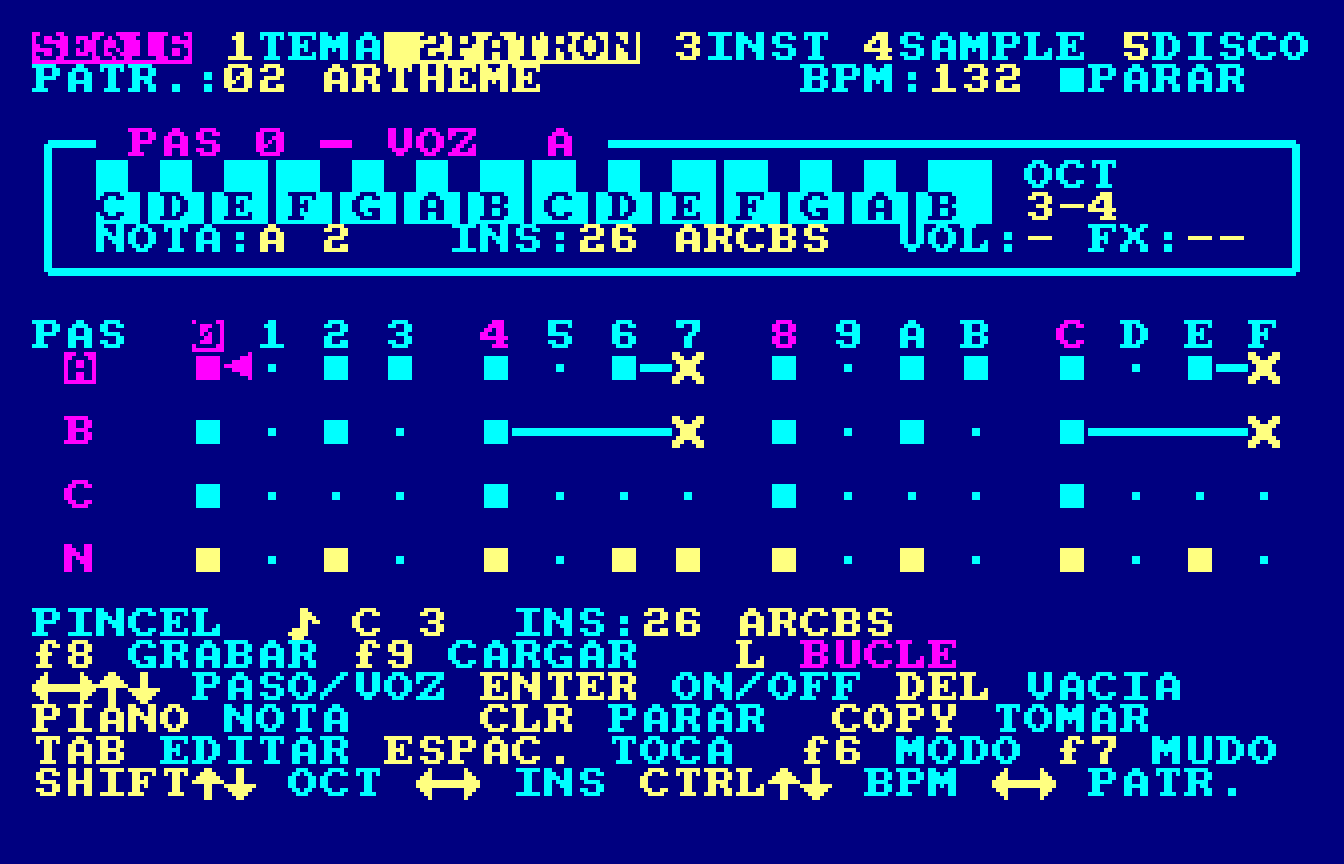 SEQ16 1TEMA 2PATRON 3INST 4SAMPLE 5DISCO
PATR.:02 ARTHEME BPM:132 ■PARAR
PAS 0 — VOZ A
OCT
C D E F G A B C D E F G A B 3-4
NOTA:A 2 INS:26 ARCBS VOL:- FX:--
PAS 0 1 2 3 4 5 6 7 8 9 A B C D E F
A
B
C
N
PINCEL ♪ C 3 INS:26 ARCBS
f8 GRABAR f9 CARGAR L BUCLE
↔↑↓ PASO/VOZ ENTER ON/OFF DEL VACIA
PIANO NOTA CLR PARAR COPY TOMAR
TAB EDITAR ESPAC. TOCA f6 MODO f7 MUDO
SHIFT↑↓ OCT ↔ INS CTRL↑↓ BPM ↔ PATR.